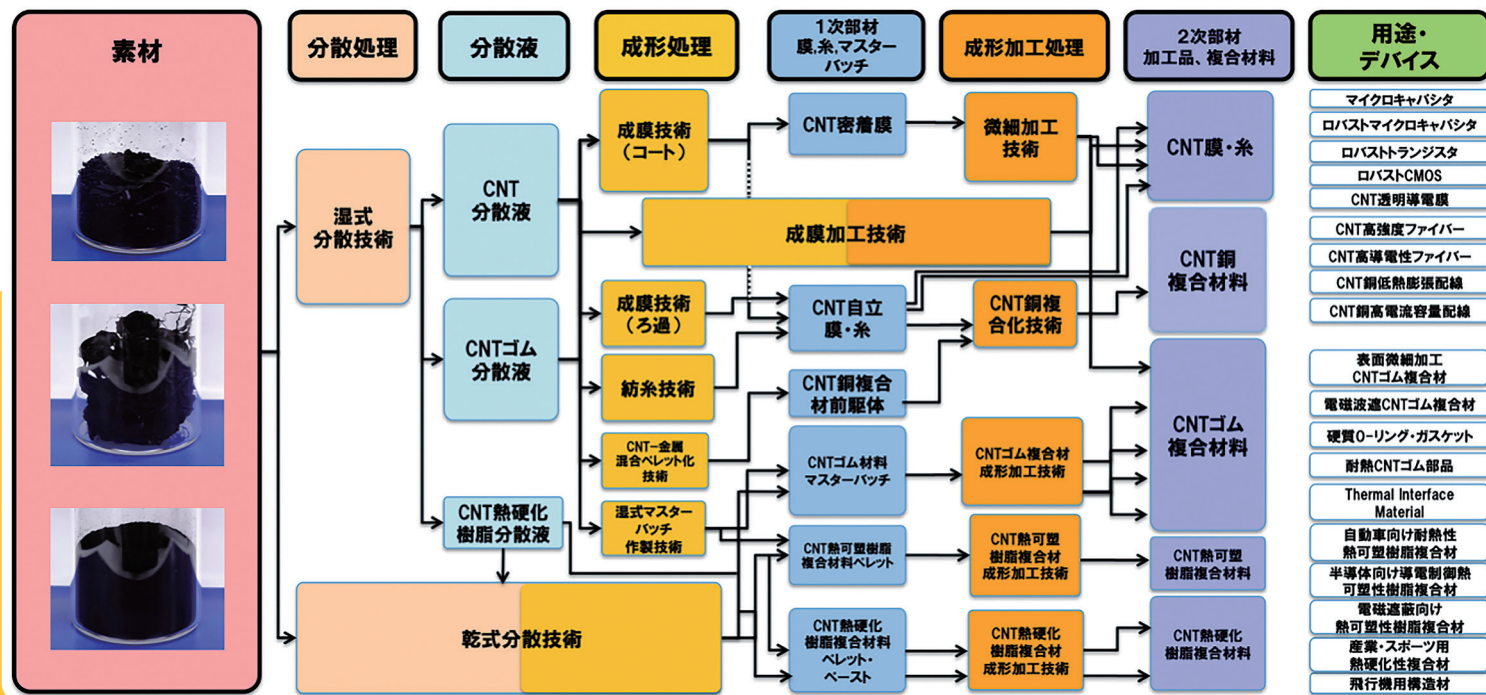 素材
分散処理
分散液
成形処理
1次部材
膜,糸,マスター
バッチ
成形加工処理
2次部材
加工品、複合材料
用途・
デバイス
湿式
分散技術
乾式分散技術
CNT
分散液
CNTゴム
分散液
CNT熱硬化
樹脂分散液
成膜技術
(コート)
成膜加工技術
成膜技術
(ろ過)
紡糸技術
CNT-金属
混合ペレット化
技術
湿式マスター
バッチ
作製技術
CNT密着膜
CNT自立
膜・糸
CNT銅複合
材前駆体
CNTゴム材料
マスターバッチ
CNT熱可塑樹脂
複合材料ペレット
CNT熱硬化
樹脂複合材料
ペレット・
ペースト
微細加工
技術
CNT銅複
合化技術
CNTゴム複合材
成形加工技術
CNT熱可塑
樹脂複合材
成形加工技術
CNT熱硬化
樹脂複合材
成形加工技術
CNT膜・糸
CNT銅
複合材料
CNTゴム
複合材料
CNT熱可塑
樹脂複合材料
CNT熱硬化
樹脂複合材料
マイクロキャパシタ
ロバストマイクロキャパシタ
ロバストトランジスタ
ロバストCMOS
CNT透明導電膜
CNT高強度ファイバー
CNT高導電性ファイバー
CNT銅低熱膨張配線
CNT銅高電流容量配線
表面微細加工
CNTゴム複合材
電磁波遮CNTゴム複合材
硬質O-リング・ガスケット
耐熱CNTゴム部品
Thermal Interface
Material
自動車向け耐熱性
熱可塑樹脂複合材
半導体向け導電制御熱
可塑性樹脂複合材
電磁遮蔽向け
熱可塑性樹脂複合材
産業・スポーツ用
熱硬化性複合材
飛行機用構造材